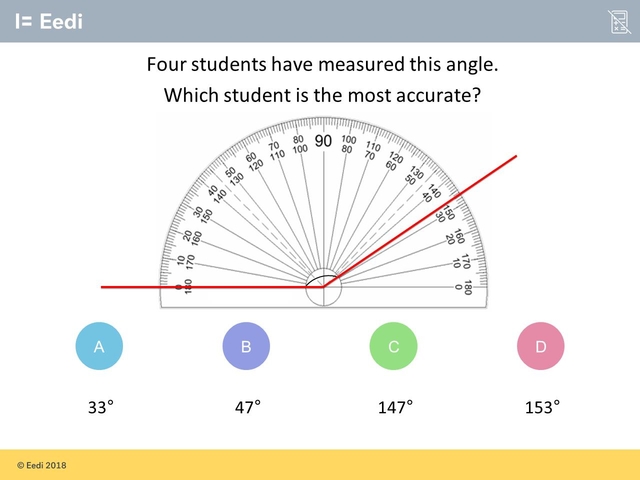 I= Eedi
Four students have measured this angle.
Which student is the most accurate?
0 10 20 30 40 50 60 70 80 90 100 110 120 130 140 150 160 170 180
180 170 160 150 140 130 120 110 100 80 70 60 50 40 30 20 10 0
A B C D
33° 47° 147° 153°
© Eedi 2018